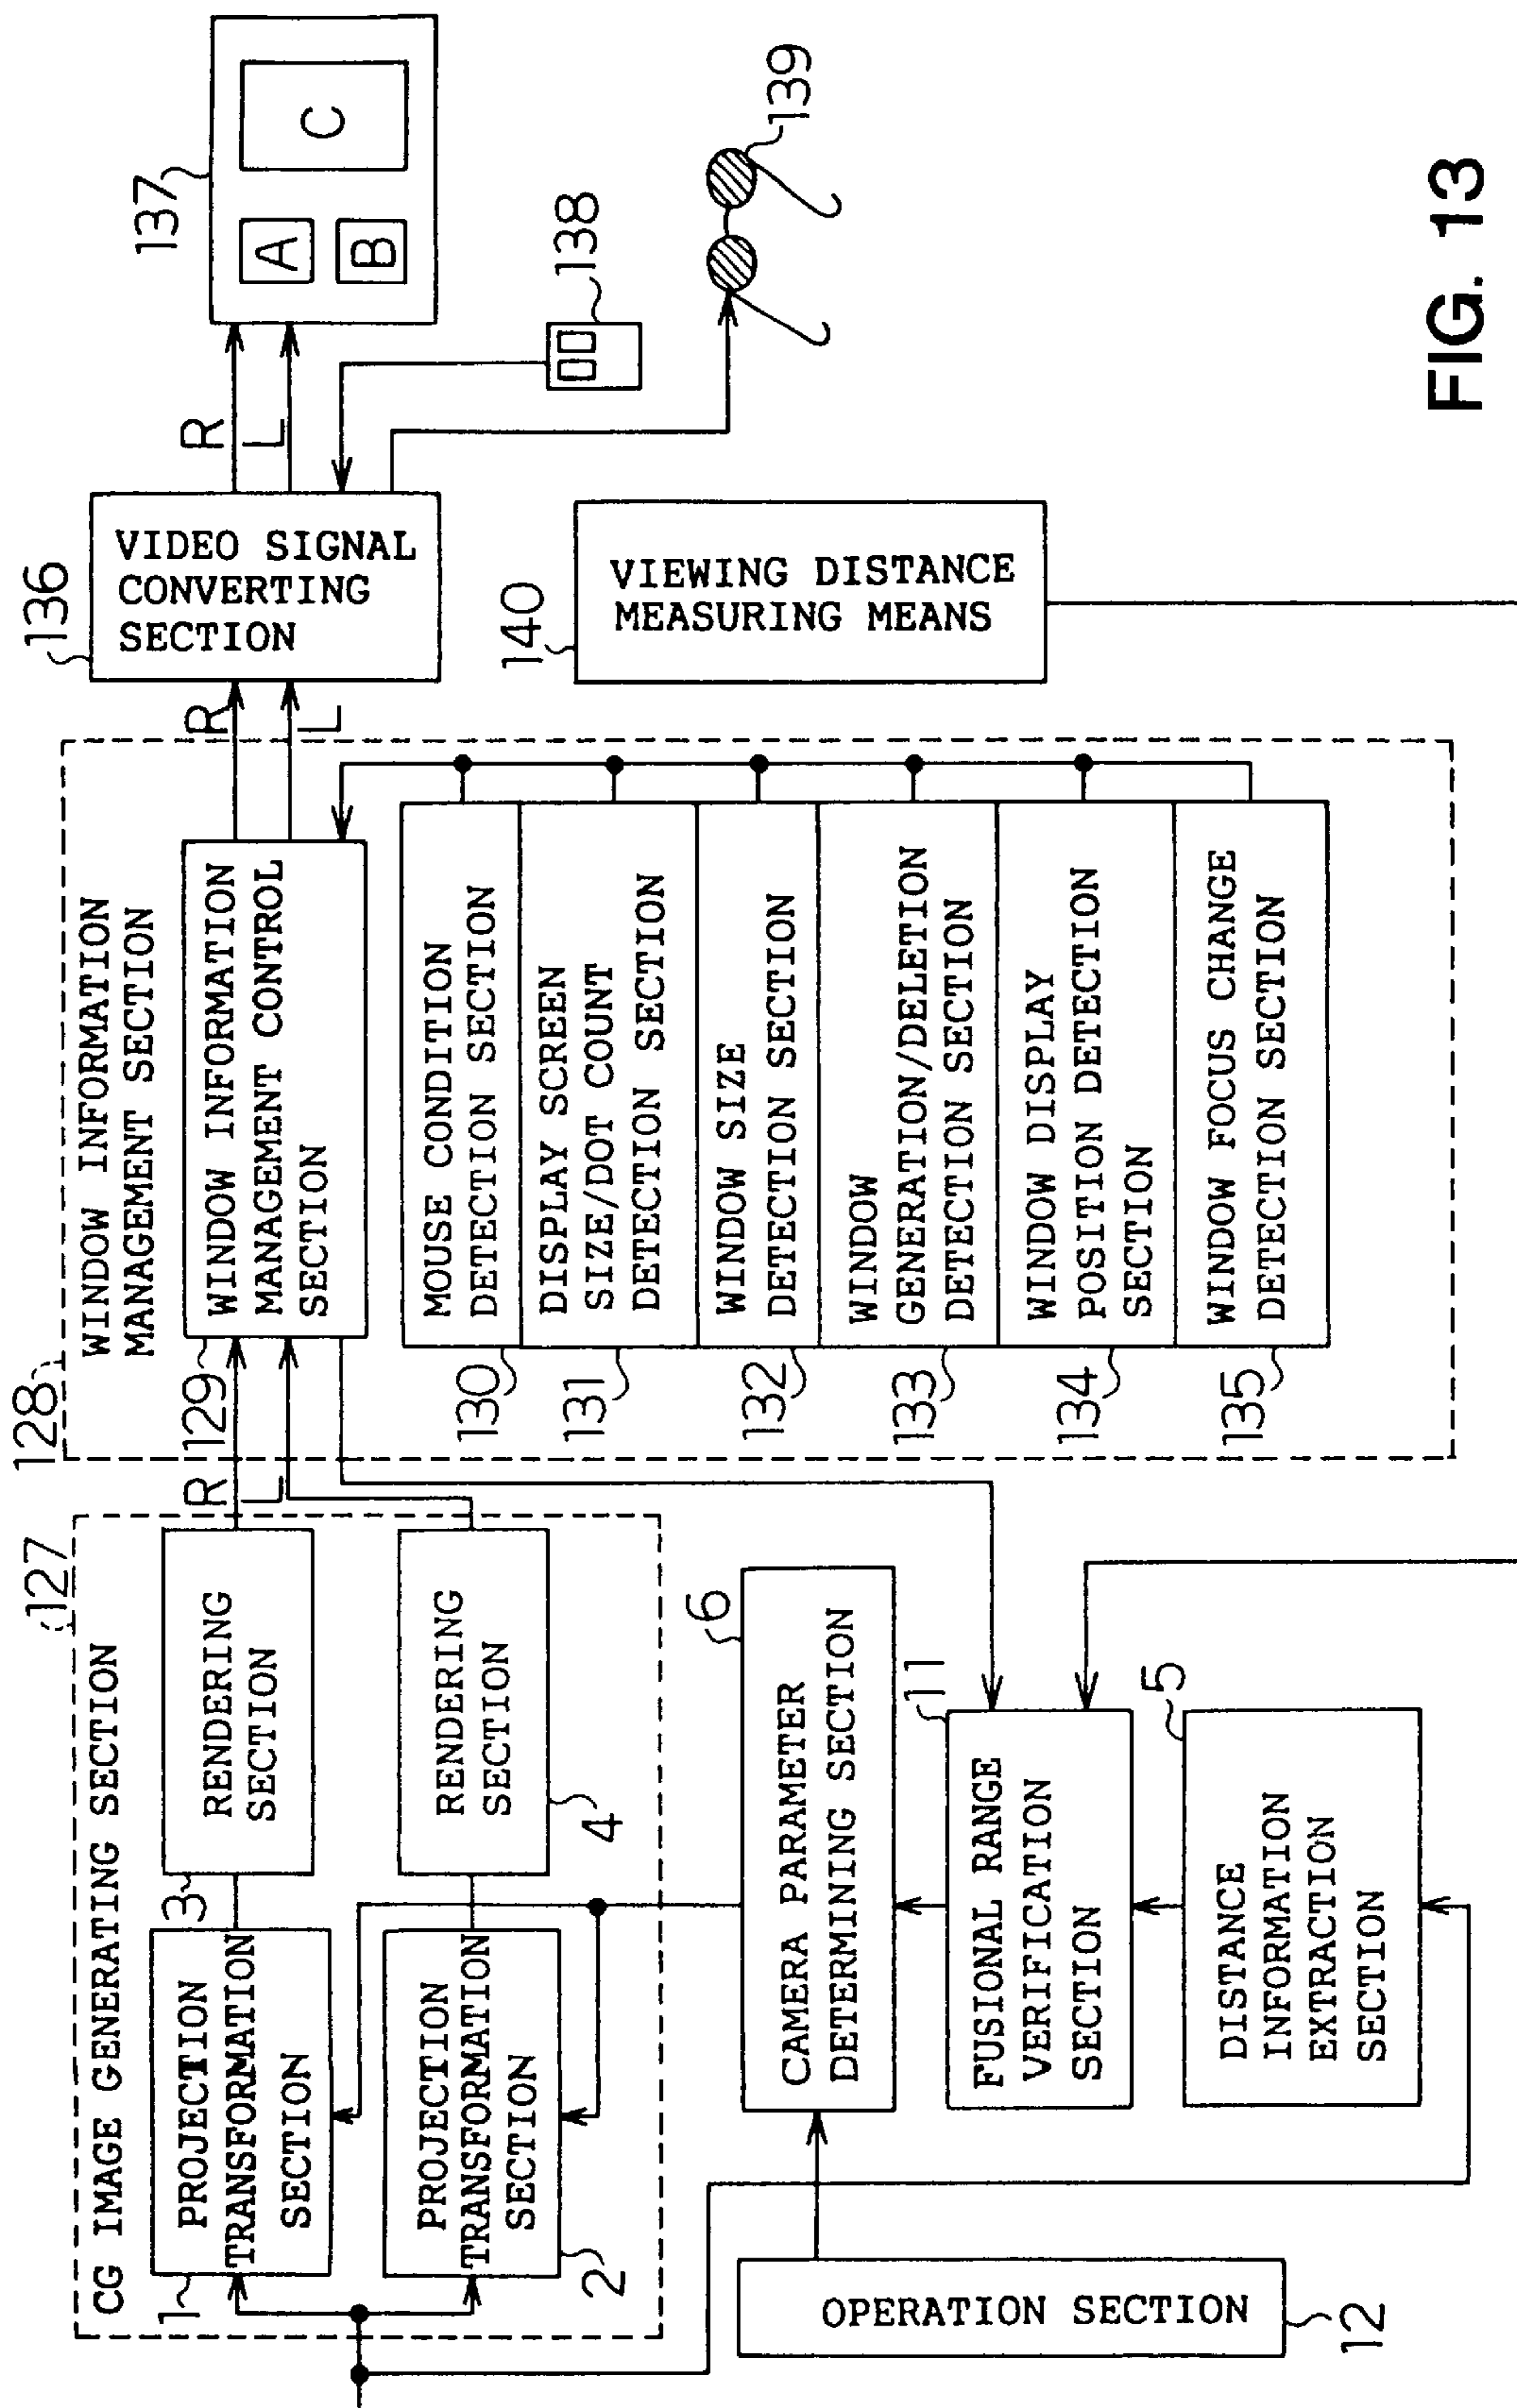 127
CG IMAGE GENERATING SECTION
1
PROJECTION
TRANSFORMATION
SECTION
3
RENDERING
SECTION
2
PROJECTION
TRANSFORMATION
SECTION
4
RENDERING
SECTION
R
L
OPERATION SECTION
12
6
CAMERA PARAMETER
DETERMINING SECTION
11
FUSIONAL RANGE
VERIFICATION
SECTION
5
DISTANCE
INFORMATION
EXTRACTION
SECTION
128
WINDOW INFORMATION
MANAGEMENT SECTION
129
WINDOW INFORMATION
MANAGEMENT CONTROL
SECTION
130
MOUSE CONDITION
DETECTION SECTION
131
DISPLAY SCREEN
SIZE/DOT COUNT
DETECTION SECTION
132
WINDOW SIZE
DETECTION SECTION
133
WINDOW
GENERATION/DELETION
DETECTION SECTION
134
WINDOW DISPLAY
POSITION DETECTION
SECTION
135
WINDOW FOCUS CHANGE
DETECTION SECTION
R
L
136
VIDEO SIGNAL
CONVERTING
SECTION
140
VIEWING DISTANCE
MEASURING MEANS
R
L
137
A
B
C
138
139
FIG. 13